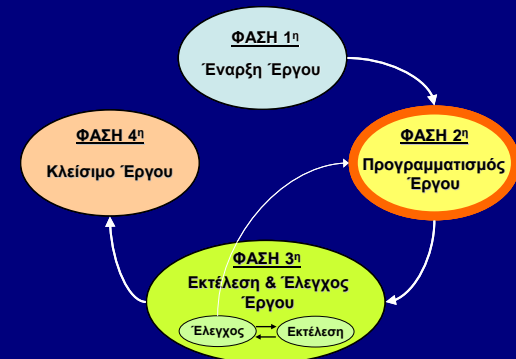 ΦΑΣΗ 1η
Έναρξη Έργου
ΦΑΣΗ 2η
Προγραμματισμός
Έργου
ΦΑΣΗ 3η
Εκτέλεση & Έλεγχος
Έργου
Έλεγχος
Εκτέλεση
ΦΑΣΗ 4η
Κλείσιμο Έργου